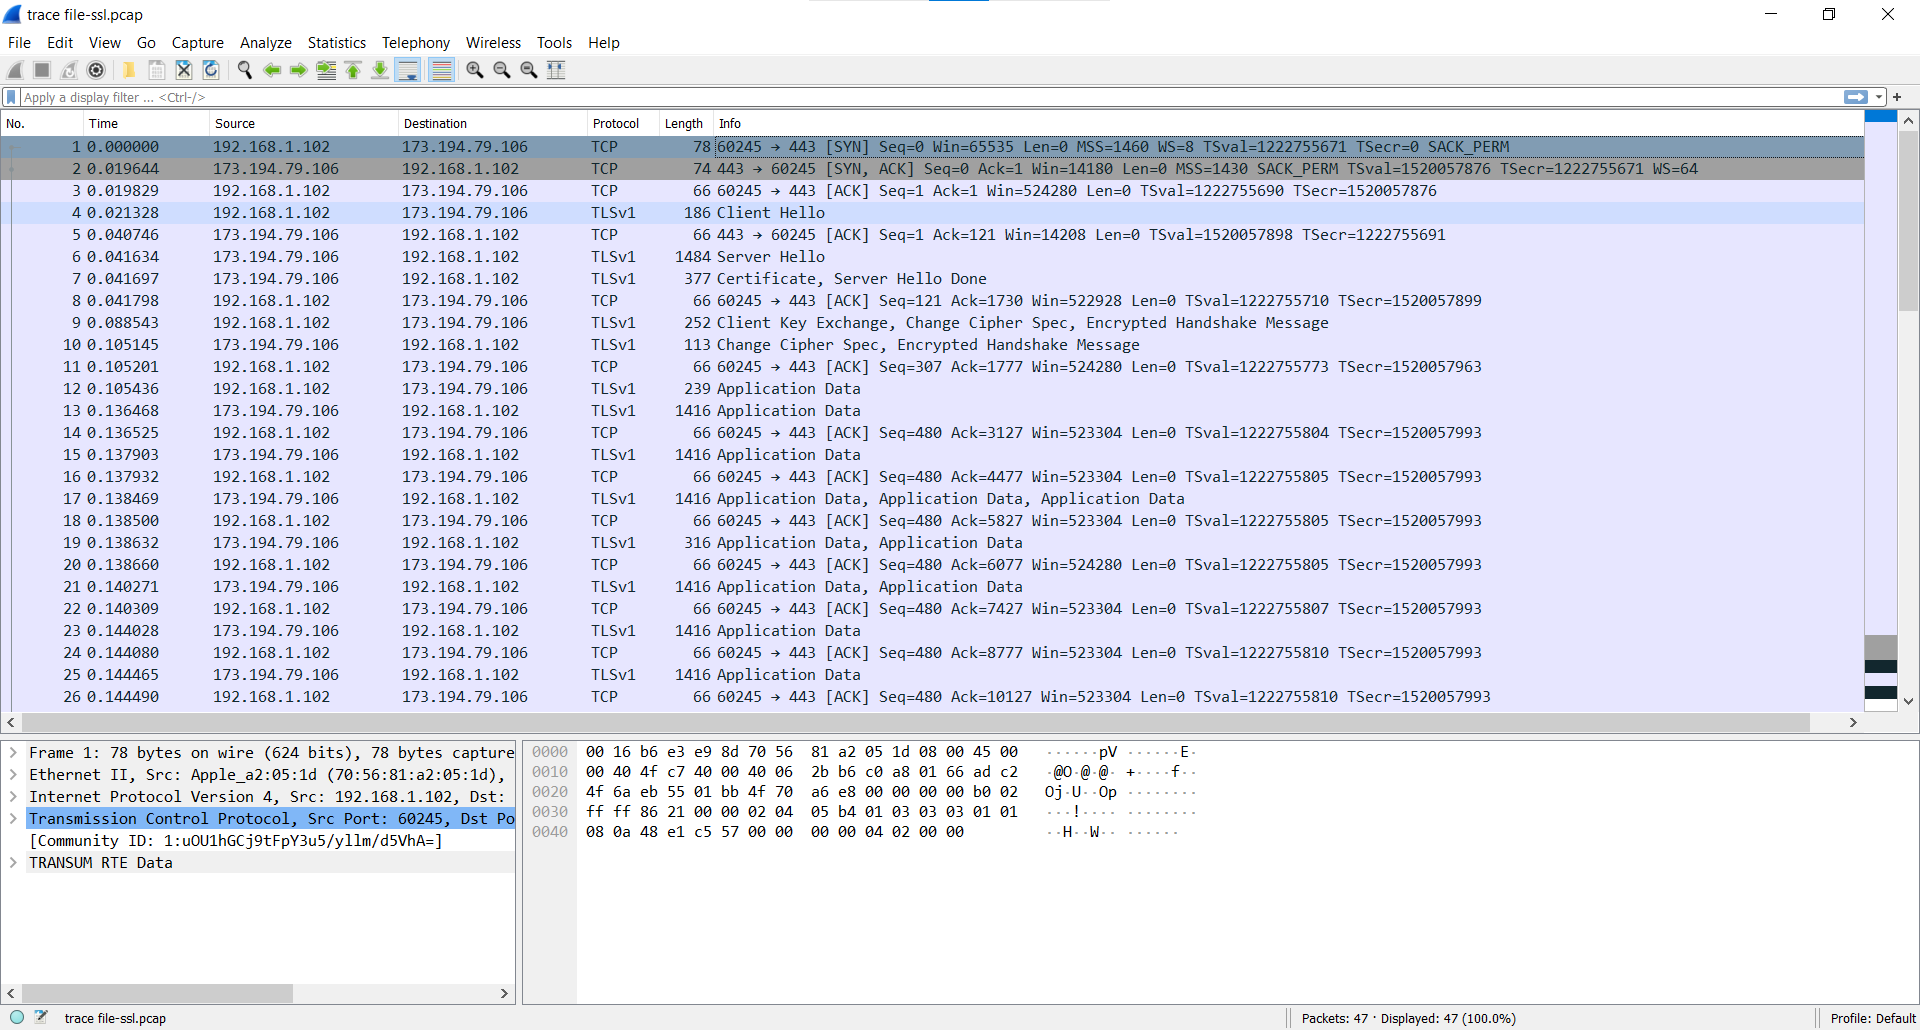 trace file-ssl.pcap
File Edit View Go Capture Analyze Statistics Telephony Wireless Tools Help
Apply a display filter ... <Ctrl-/>
No. Time Source Destination Protocol Length Info
1 0.000000 192.168.1.102 173.194.79.106 TCP 78 60245 → 443 [SYN] Seq=0 Win=65535 Len=0 MSS=1460 WS=8 TSval=1222755671 TSecr=0 SACK_PERM
2 0.019644 173.194.79.106 192.168.1.102 TCP 74 443 → 60245 [SYN, ACK] Seq=0 Ack=1 Win=14180 Len=0 MSS=1430 SACK_PERM TSval=1520057876 TSecr=1222755671 WS=64
3 0.019829 192.168.1.102 173.194.79.106 TCP 66 60245 → 443 [ACK] Seq=1 Ack=1 Win=524280 Len=0 TSval=1222755690 TSecr=1520057876
4 0.021328 192.168.1.102 173.194.79.106 TLSv1 186 Client Hello
5 0.040746 173.194.79.106 192.168.1.102 TCP 66 443 → 60245 [ACK] Seq=1 Ack=121 Win=14208 Len=0 TSval=1520057898 TSecr=1222755691
6 0.041634 173.194.79.106 192.168.1.102 TLSv1 1484 Server Hello
7 0.041697 173.194.79.106 192.168.1.102 TLSv1 377 Certificate, Server Hello Done
8 0.041798 192.168.1.102 173.194.79.106 TCP 66 60245 → 443 [ACK] Seq=121 Ack=1730 Win=522928 Len=0 TSval=1222755710 TSecr=1520057899
9 0.088543 192.168.1.102 173.194.79.106 TLSv1 252 Client Key Exchange, Change Cipher Spec, Encrypted Handshake Message
10 0.105145 173.194.79.106 192.168.1.102 TLSv1 113 Change Cipher Spec, Encrypted Handshake Message
11 0.105201 192.168.1.102 173.194.79.106 TCP 66 60245 → 443 [ACK] Seq=307 Ack=1777 Win=524280 Len=0 TSval=1222755773 TSecr=1520057963
12 0.105436 192.168.1.102 173.194.79.106 TLSv1 239 Application Data
13 0.136468 173.194.79.106 192.168.1.102 TLSv1 1416 Application Data
14 0.136525 192.168.1.102 173.194.79.106 TCP 66 60245 → 443 [ACK] Seq=480 Ack=3127 Win=523304 Len=0 TSval=1222755804 TSecr=1520057993
15 0.137903 173.194.79.106 192.168.1.102 TLSv1 1416 Application Data
16 0.137932 192.168.1.102 173.194.79.106 TCP 66 60245 → 443 [ACK] Seq=480 Ack=4477 Win=523304 Len=0 TSval=1222755805 TSecr=1520057993
17 0.138469 173.194.79.106 192.168.1.102 TLSv1 1416 Application Data, Application Data, Application Data
18 0.138500 192.168.1.102 173.194.79.106 TCP 66 60245 → 443 [ACK] Seq=480 Ack=5827 Win=523304 Len=0 TSval=1222755805 TSecr=1520057993
19 0.138632 173.194.79.106 192.168.1.102 TLSv1 316 Application Data, Application Data
20 0.138660 192.168.1.102 173.194.79.106 TCP 66 60245 → 443 [ACK] Seq=480 Ack=6077 Win=524280 Len=0 TSval=1222755805 TSecr=1520057993
21 0.140271 173.194.79.106 192.168.1.102 TLSv1 1416 Application Data, Application Data
22 0.140309 192.168.1.102 173.194.79.106 TCP 66 60245 → 443 [ACK] Seq=480 Ack=7427 Win=523304 Len=0 TSval=1222755807 TSecr=1520057993
23 0.144028 173.194.79.106 192.168.1.102 TLSv1 1416 Application Data
24 0.144080 192.168.1.102 173.194.79.106 TCP 66 60245 → 443 [ACK] Seq=480 Ack=8777 Win=523304 Len=0 TSval=1222755810 TSecr=1520057993
25 0.144465 173.194.79.106 192.168.1.102 TLSv1 1416 Application Data
26 0.144490 192.168.1.102 173.194.79.106 TCP 66 60245 → 443 [ACK] Seq=480 Ack=10127 Win=523304 Len=0 TSval=1222755810 TSecr=1520057993
Frame 1: 78 bytes on wire (624 bits), 78 bytes capture
Ethernet II, Src: Apple_a2:05:1d (70:56:81:a2:05:1d),
Internet Protocol Version 4, Src: 192.168.1.102, Dst:
Transmission Control Protocol, Src Port: 60245, Dst Po
[Community ID: 1:uOU1hGCj9tFpY3u5/yllm/d5VhA=]
TRANSUM RTE Data
0000 00 16 b6 e3 e9 8d 70 56 81 a2 05 1d 08 00 45 00 ······pV ······E·
0010 00 40 4f c7 40 00 40 06 2b b6 c0 a8 01 66 ad c2 ·@O·@·@· +····f··
0020 4f 6a eb 55 01 bb 4f 70 a6 e8 00 00 00 00 b0 02 Oj·U··Op ········
0030 ff ff 86 21 00 00 02 04 05 b4 01 03 03 03 01 01 ···!···· ········
0040 08 0a 48 e1 c5 57 00 00 00 00 04 02 00 00 ··H··W·· ······
trace file-ssl.pcap
Packets: 47 · Displayed: 47 (100.0%)
Profile: Default